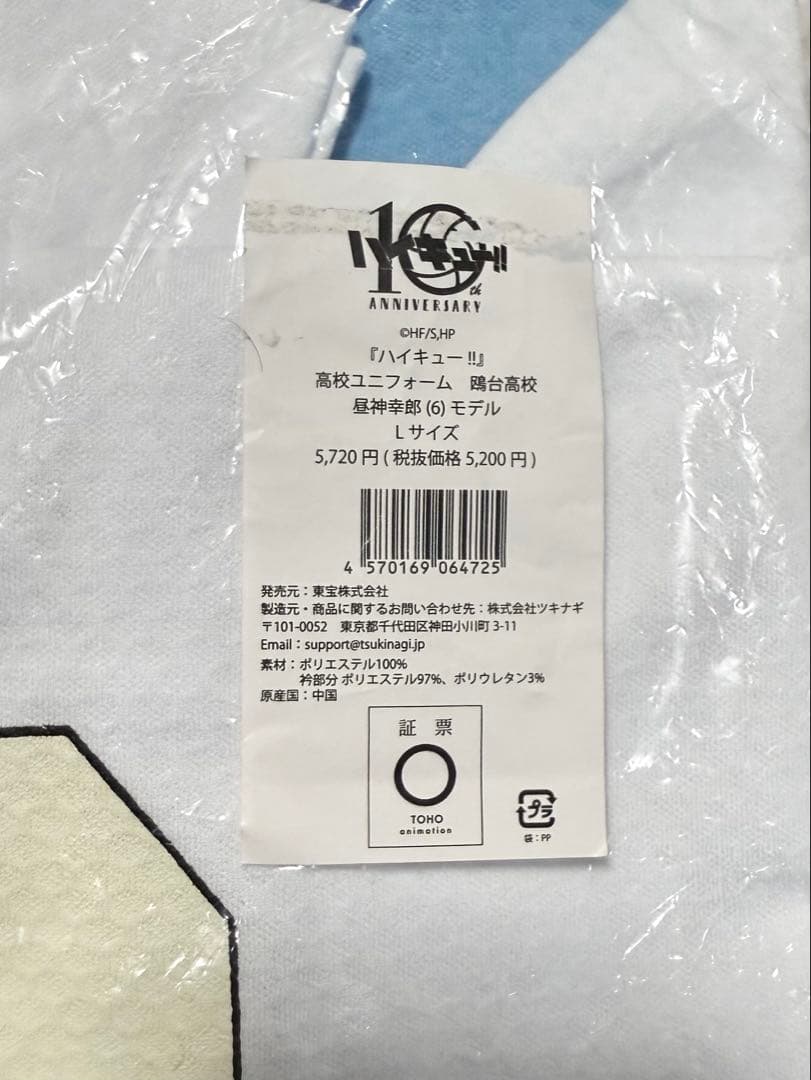 10th
ハイキュー!!
ANNIVERSARY
©HF/S,HP
『ハイキュー!!』
高校ユニフォーム　鴎台高校
昼神幸郎 (6) モデル
L サイズ
5,720 円 ( 税抜価格 5,200 円 )
4 570169 064725
発売元：東宝株式会社
製造元・商品に関するお問い合わせ先：株式会社ツキナギ
〒101-0052　東京都千代田区神田小川町 3-11
Email：support@tsukinagi.jp
素材：ポリエステル100%
衿部分 ポリエステル97%、ポリウレタン3%
原産国：中国
証 票
TOHO
animation
プラ
袋：PP